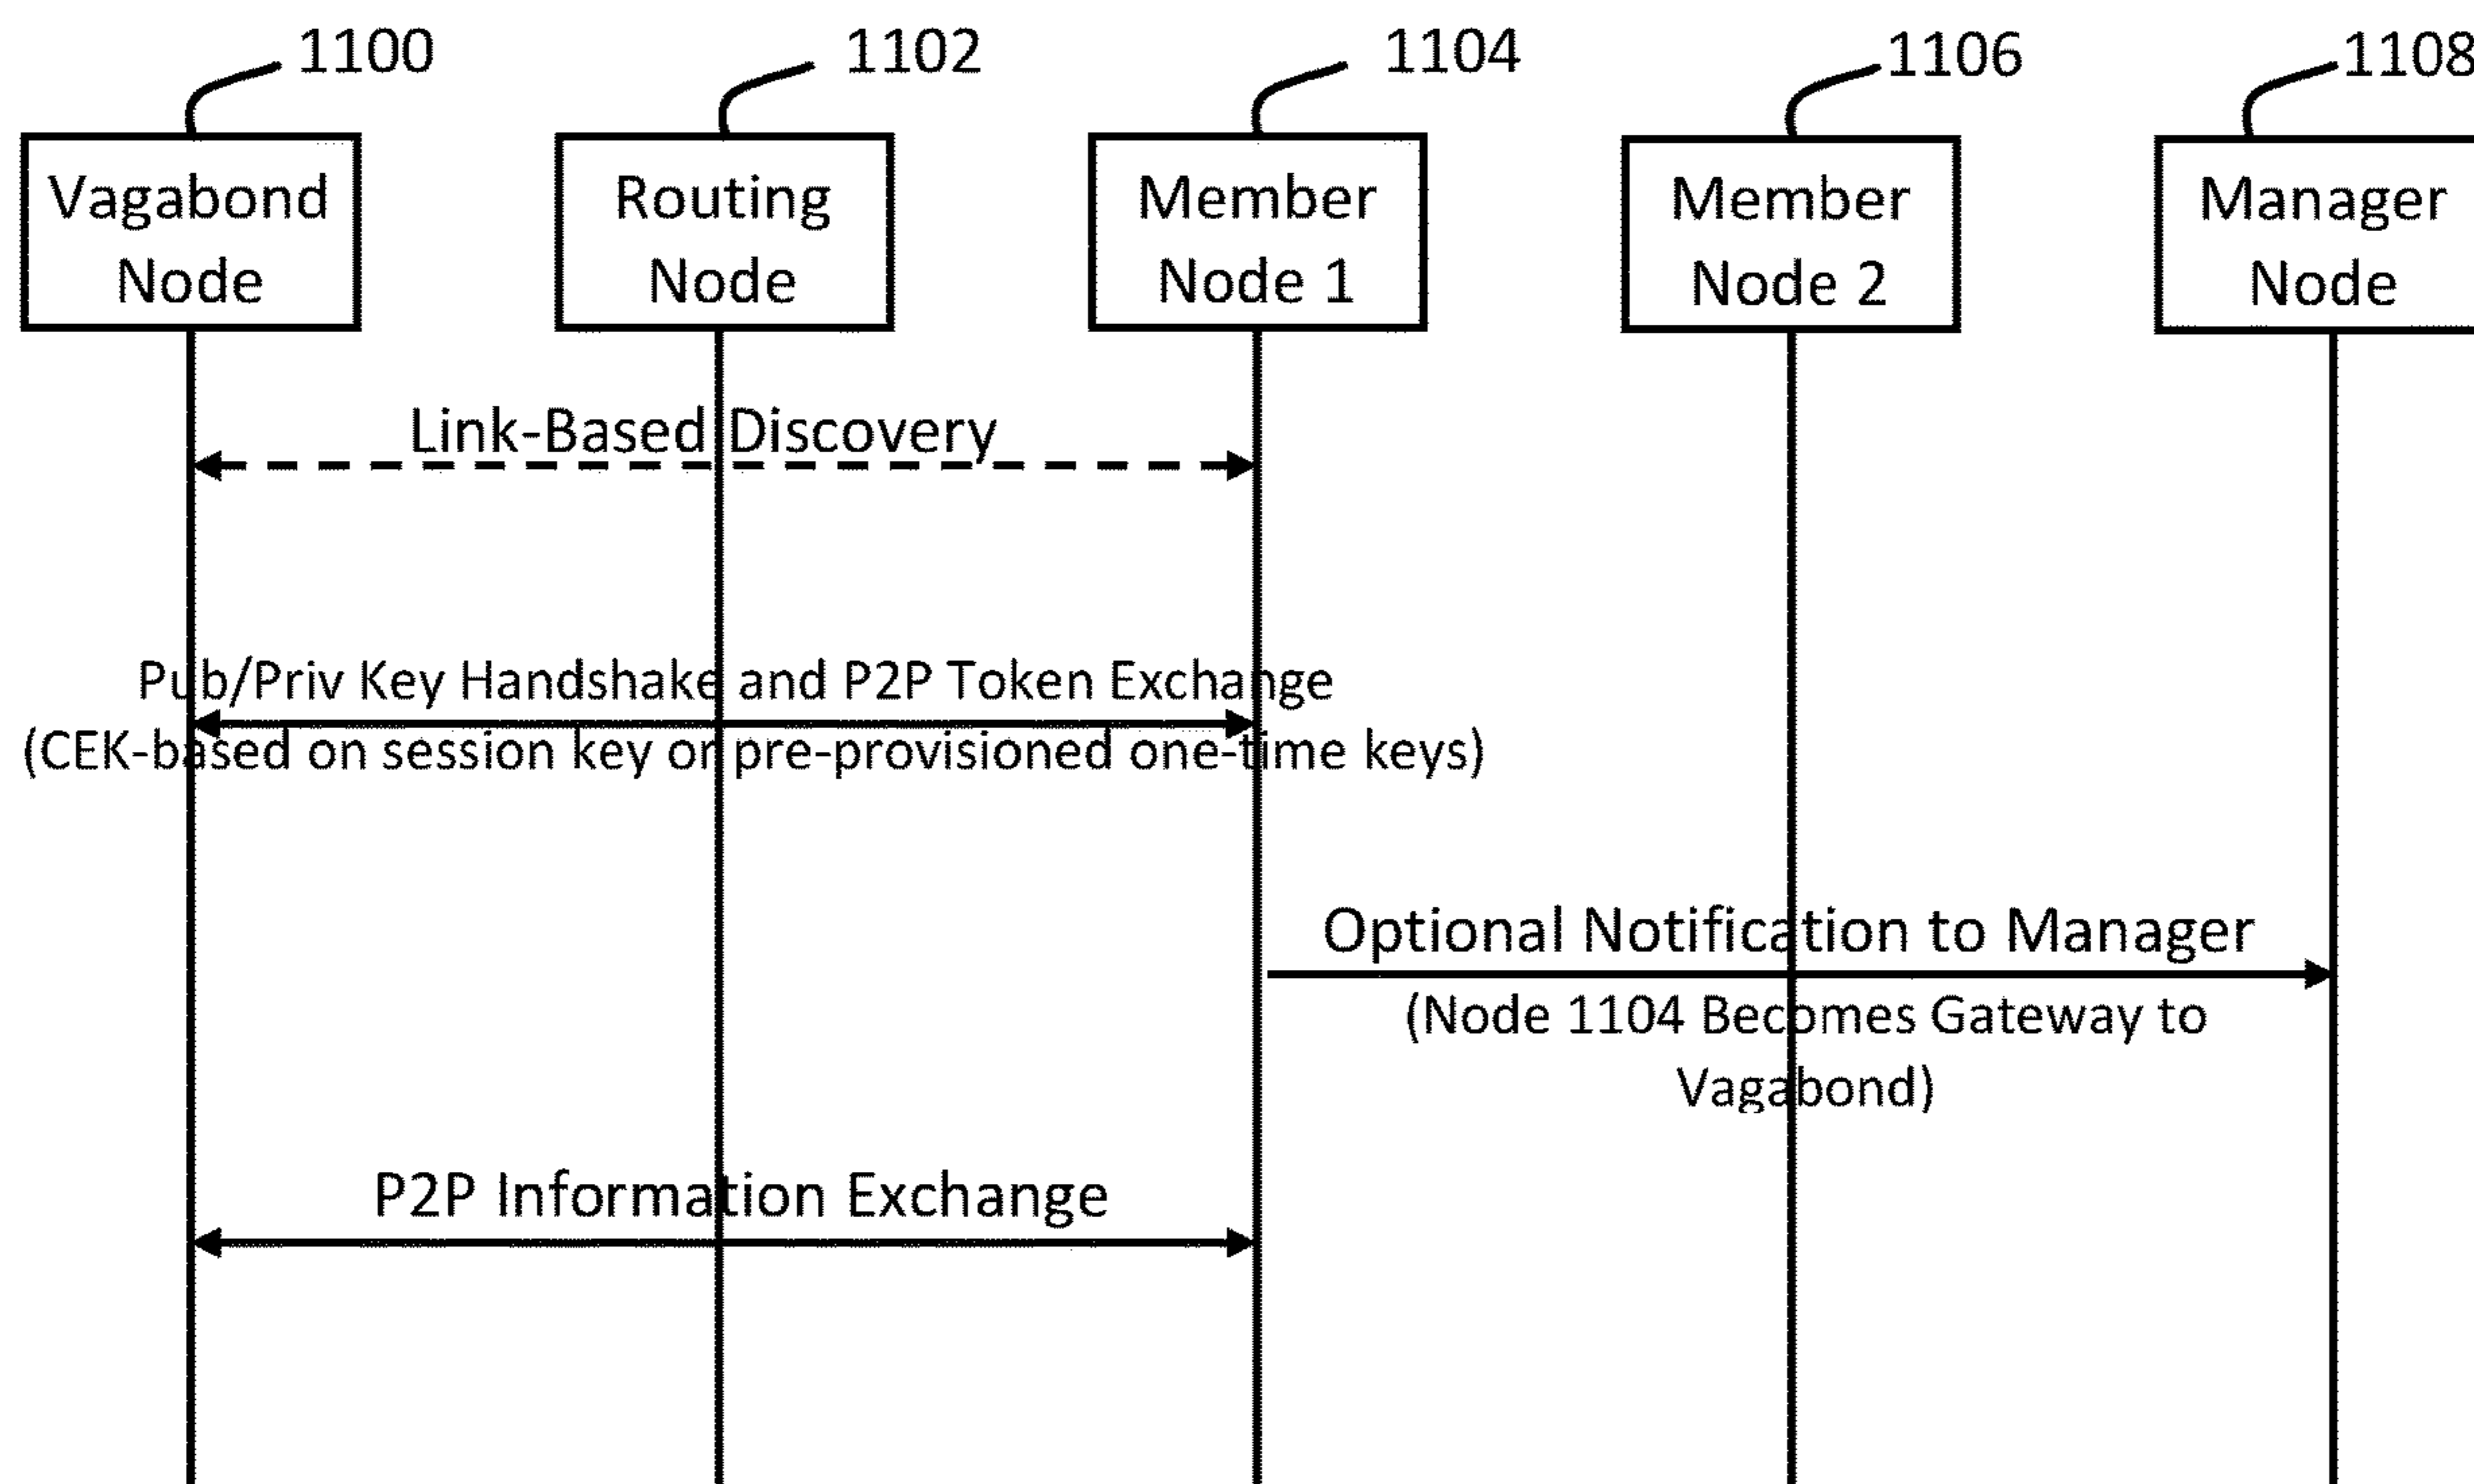 1100
1102
1104
1106
1108
Vagabond
Node
Routing
Node
Member
Node 1
Member
Node 2
Manager
Node
Link-Based Discovery
Pub/Priv Key Handshake and P2P Token Exchange
(CEK-based on session key or pre-provisioned one-time keys)
Optional Notification to Manager
(Node 1104 Becomes Gateway to
Vagabond)
P2P Information Exchange